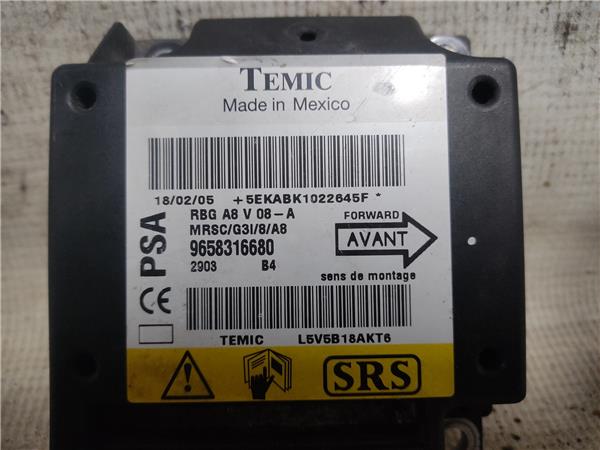 TEMIC
Made in Mexico
18/02/05 +5EKABK1022645F *
PSA
RBG A8 V 08-A
MRSC/G3I/8/A8
9658316680
2903 B4
FORWARD
AVANT
sens de montage
CE
TEMIC L5V5B18AKT6
SRS